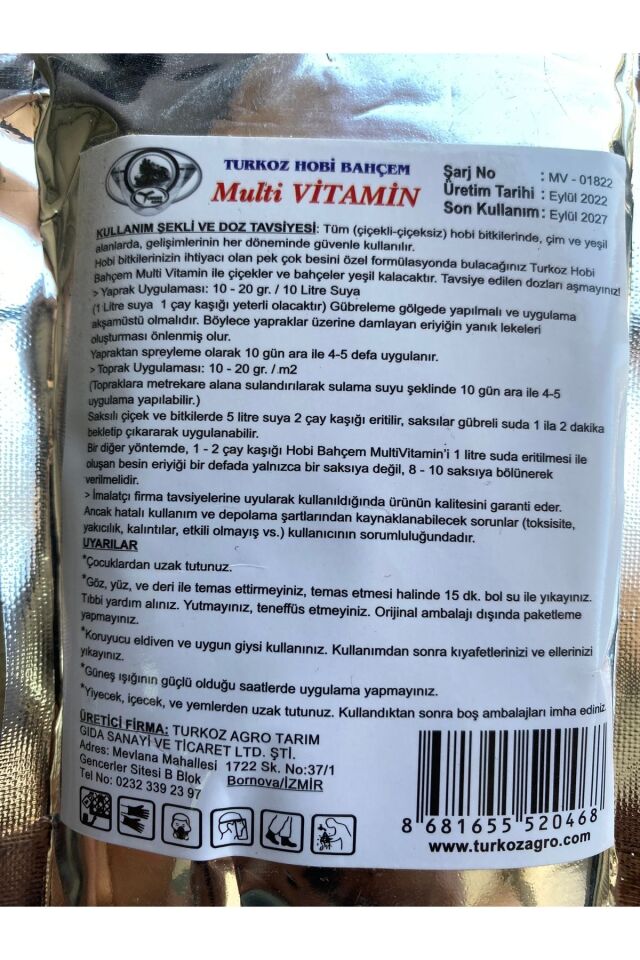 TURKOZ HOBİ BAHÇEM
Multi VİTAMİN
Şarj No : MV - 01822
Üretim Tarihi : Eylül 2022
Son Kullanım : Eylül 2027
KULLANIM ŞEKLİ VE DOZ TAVSİYESİ: Tüm (çiçekli-çiçeksiz) hobi bitkilerinde, çim ve yeşil
alanlarda, gelişimlerinin her döneminde güvenle kullanılır.
Hobi bitkilerinizin ihtiyacı olan pek çok besini özel formülasyonda bulacağınız Turkoz Hobi
Bahçem Multi Vitamin ile çiçekler ve bahçeler yeşil kalacaktır. Tavsiye edilen dozları aşmayınız!
> Yaprak Uygulaması: 10 - 20 gr. / 10 Litre Suya
(1 Litre suya 1 çay kaşığı yeterli olacaktır) Gübreleme gölgede yapılmalı ve uygulama
akşamüstü olmalıdır. Böylece yapraklar üzerine damlayan eriyiğin yanık lekeleri
oluşturması önlenmiş olur.
Yapraktan spreyleme olarak 10 gün ara ile 4-5 defa uygulanır.
> Toprak Uygulaması: 10 - 20 gr. / m2
(Topraklara metrekare alana sulandırılarak sulama suyu şeklinde 10 gün ara ile 4-5
uygulama yapılabilir.)
Saksılı çiçek ve bitkilerde 5 litre suya 2 çay kaşığı eritilir, saksılar gübreli suda 1 ila 2 dakika
bekletip çıkararak uygulanabilir.
Bir diğer yöntemde, 1 - 2 çay kaşığı Hobi Bahçem MultiVitamin'i 1 litre suda eritilmesi ile
oluşan besin eriyiği bir defada yalnızca bir saksıya değil, 8 - 10 saksıya bölünerek
verilmelidir.
> İmalatçı firma tavsiyelerine uyularak kullanıldığında ürünün kalitesini garanti eder.
Ancak hatalı kullanım ve depolama şartlarından kaynaklanabilecek sorunlar (toksisite,
yakıcılık, kalıntılar, etkili olmayış vs.) kullanıcının sorumluluğundadır.
UYARILAR
*Çocuklardan uzak tutunuz.
*Göz, yüz, ve deri ile temas ettirmeyiniz, temas etmesi halinde 15 dk. bol su ile yıkayınız.
Tıbbi yardım alınız. Yutmayınız, teneffüs etmeyiniz. Orijinal ambalajı dışında paketleme
yapmayınız.
*Koruyucu eldiven ve uygun giysi kullanınız. Kullanımdan sonra kıyafetlerinizi ve ellerinizi
yıkayınız.
*Güneş ışığının güçlü olduğu saatlerde uygulama yapmayınız.
*Yiyecek, içecek, ve yemlerden uzak tutunuz. Kullandıktan sonra boş ambalajları imha ediniz.
ÜRETİCİ FİRMA: TURKOZ AGRO TARIM
GIDA SANAYİ VE TİCARET LTD. ŞTİ.
Adres: Mevlana Mahallesi 1722 Sk. No:37/1
Gencerler Sitesi B Blok Bornova/İZMİR
Tel No: 0232 339 23 97
8 681655 520468
www.turkozagro.com